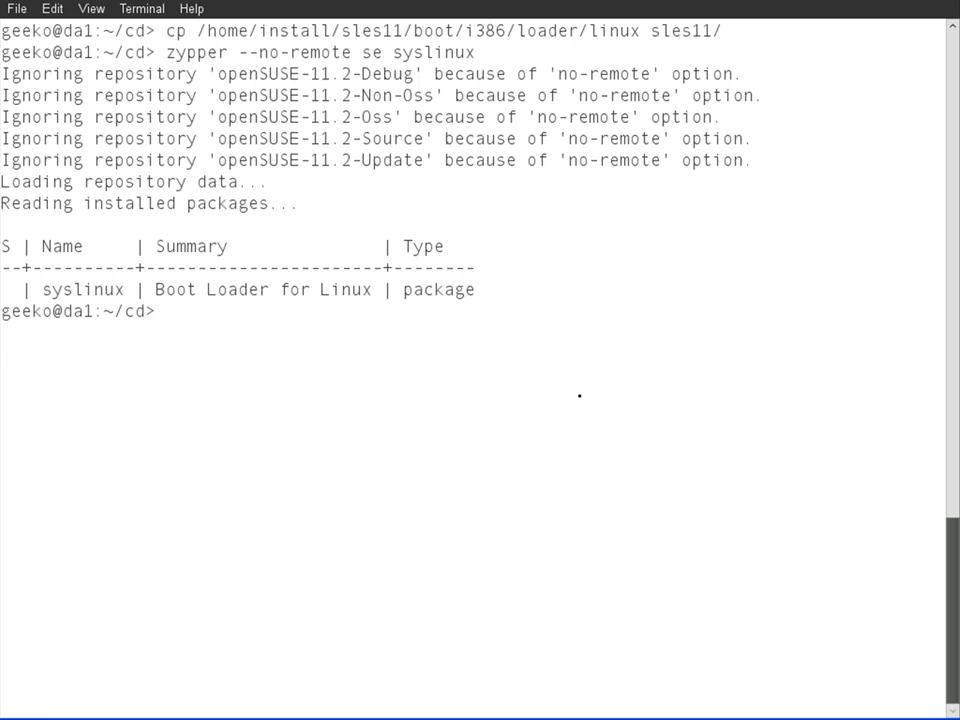 File Edit View Terminal Help
geeko@da1:~/cd> cp /home/install/sles11/boot/i386/loader/linux sles11/
geeko@da1:~/cd> zypper --no-remote se syslinux
Ignoring repository 'openSUSE-11.2-Debug' because of 'no-remote' option.
Ignoring repository 'openSUSE-11.2-Non-Oss' because of 'no-remote' option.
Ignoring repository 'openSUSE-11.2-Oss' because of 'no-remote' option.
Ignoring repository 'openSUSE-11.2-Source' because of 'no-remote' option.
Ignoring repository 'openSUSE-11.2-Update' because of 'no-remote' option.
Loading repository data...
Reading installed packages...
S | Name     | Summary               | Type
--+----------+-----------------------+--------
  | syslinux | Boot Loader for Linux | package
geeko@da1:~/cd>